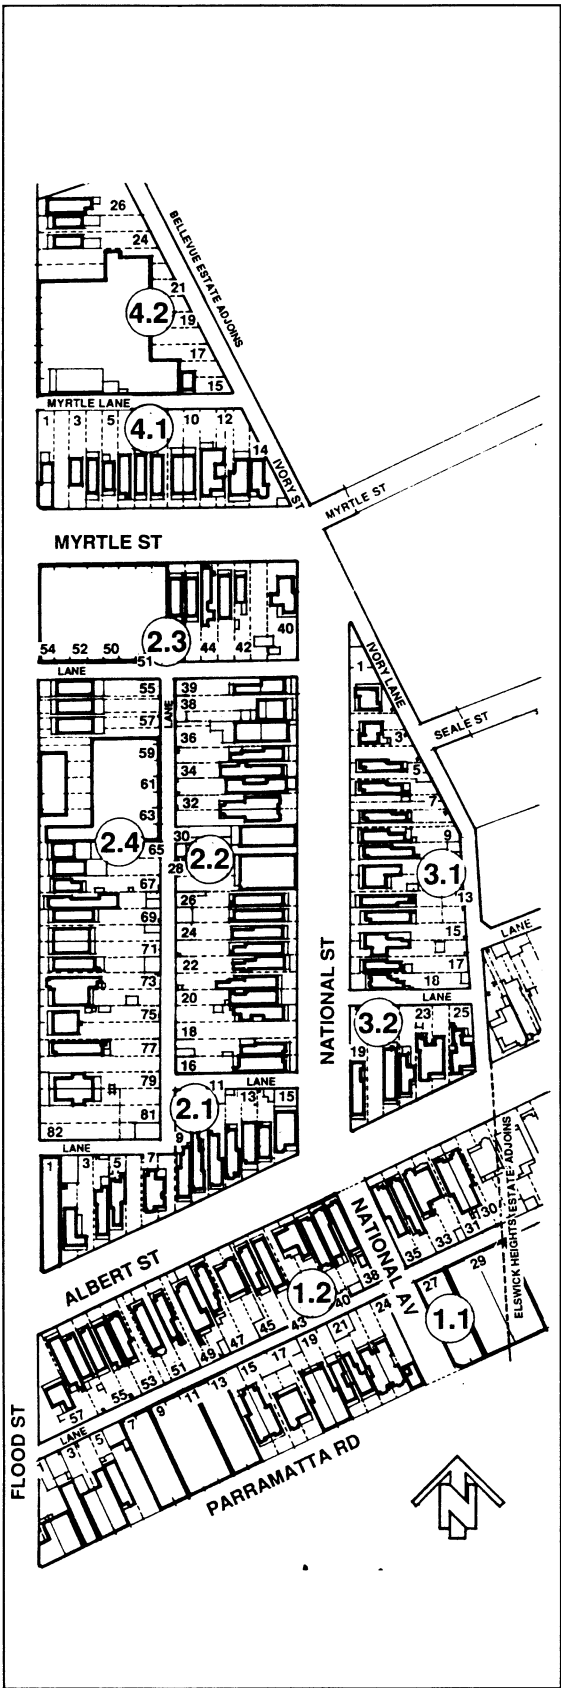 26
24
BELLEVUE ESTATE ADJOINS
21
4.2
19
17
15
MYRTLE LANE
1 3 5 10 12
4.1
14
IVORY ST
MYRTLE ST
MYRTLE ST
54 52 50 51 44 42 40
2.3
LANE
1
IVORY LANE
SEALE ST
55
LANE
39
57
38
36
3
59
34
5
61
32
7
63
30
9
65
2.4
2.2
28
3.1
67
26
13
69
24
15
LANE
71
22
17
73
20
18
75
18
LANE
77
16
NATIONAL ST
3.2
19 23 25
79
LANE
81
2.1
11 13 15
82
9
LANE
1 3 5 7
ELSWICK HEIGHTS ESTATE ADJOINS
ALBERT ST
NATIONAL AV
35 33 31 30
1.2
38
40
43
45
47
49
51
53
55
57
27 29
1.1
24
21
19
17
15
13
11
9
7
5
3
LANE
1
FLOOD ST
PARRAMATTA RD
N